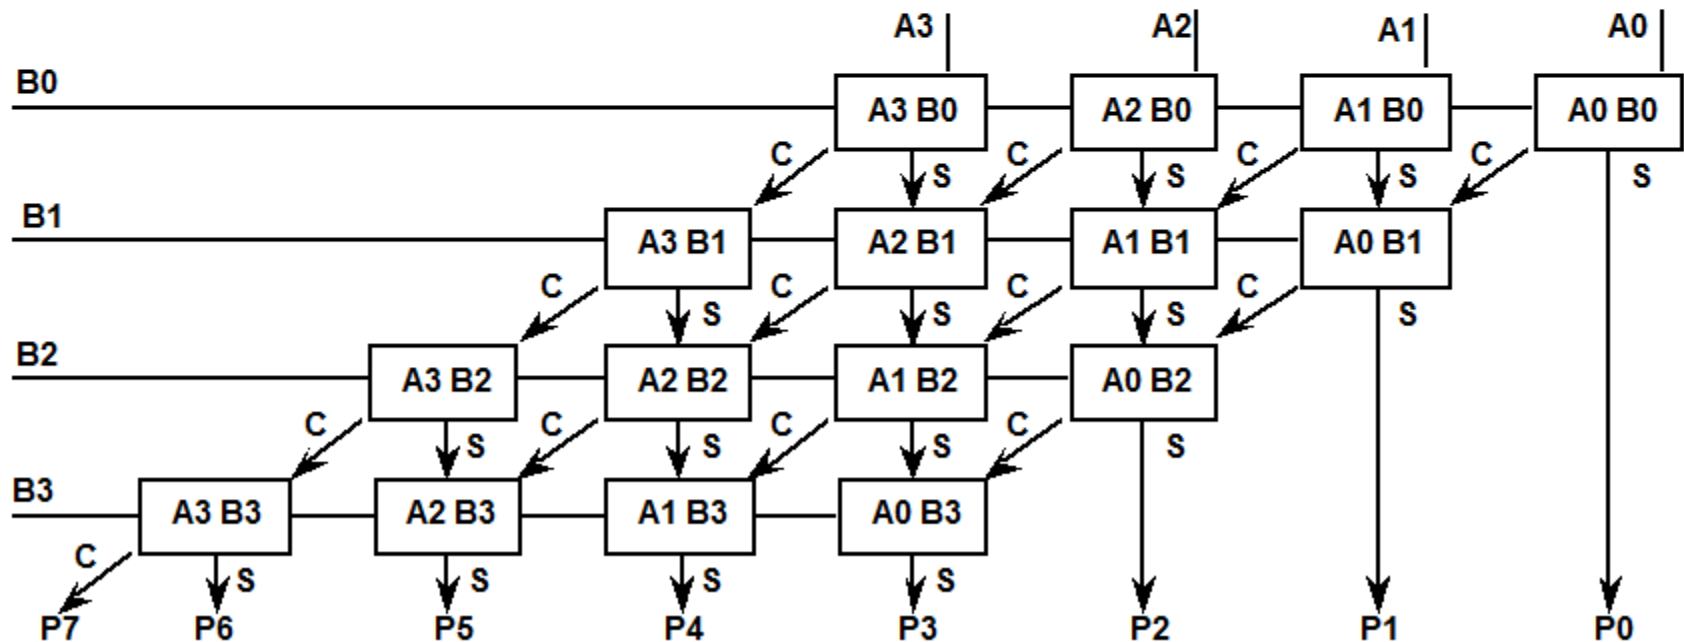 A3 A2 A1 A0
B0
A3 B0 A2 B0 A1 B0 A0 B0
C S C S C S C S
B1
A3 B1 A2 B1 A1 B1 A0 B1
C S C S C S C S
B2
A3 B2 A2 B2 A1 B2 A0 B2
C S C S C S C S
B3
A3 B3 A2 B3 A1 B3 A0 B3
C S S S S
P7 P6 P5 P4 P3 P2 P1 P0